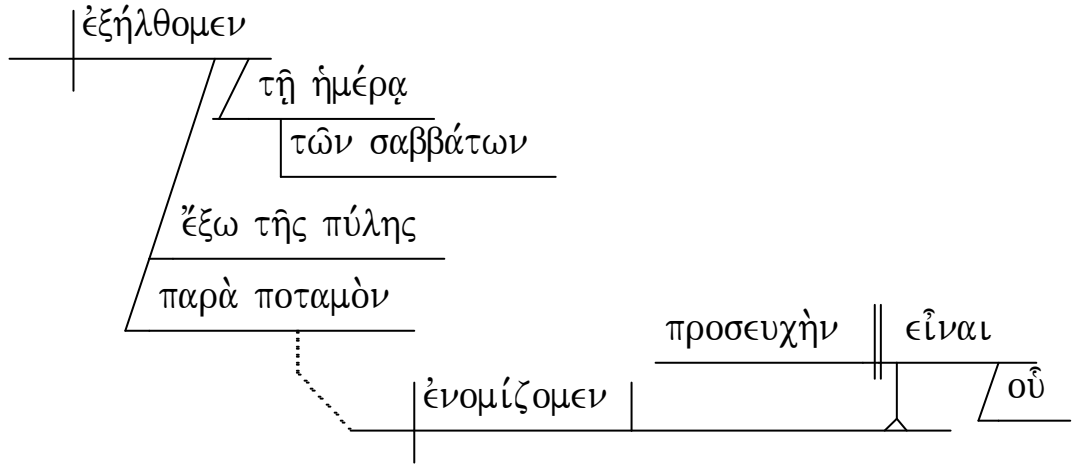 ἐξήλθομεν
τῇ ἡμέρᾳ
τῶν σαββάτων
ἔξω τῆς πύλης
παρὰ ποταμὸν
προσευχὴν εἶναι
οὗ
ἐνομίζομεν